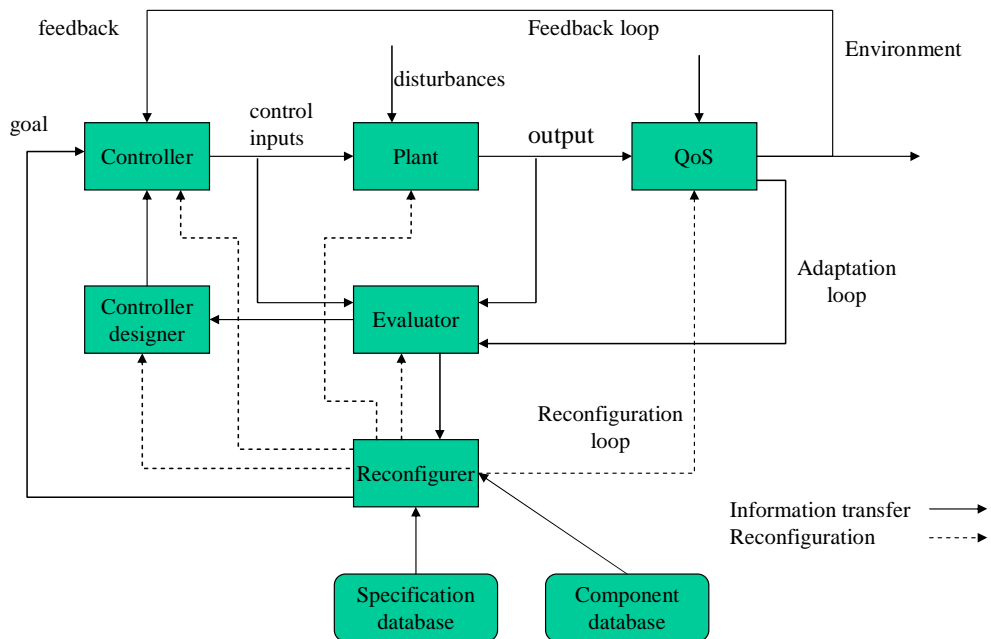 feedback
Feedback loop
Environment
disturbances
goal
control
inputs
output
Controller
Plant
QoS
Adaptation
loop
Controller
designer
Evaluator
Reconfiguration
loop
Reconfigurer
Information transfer
Reconfiguration
Specification
database
Component
database